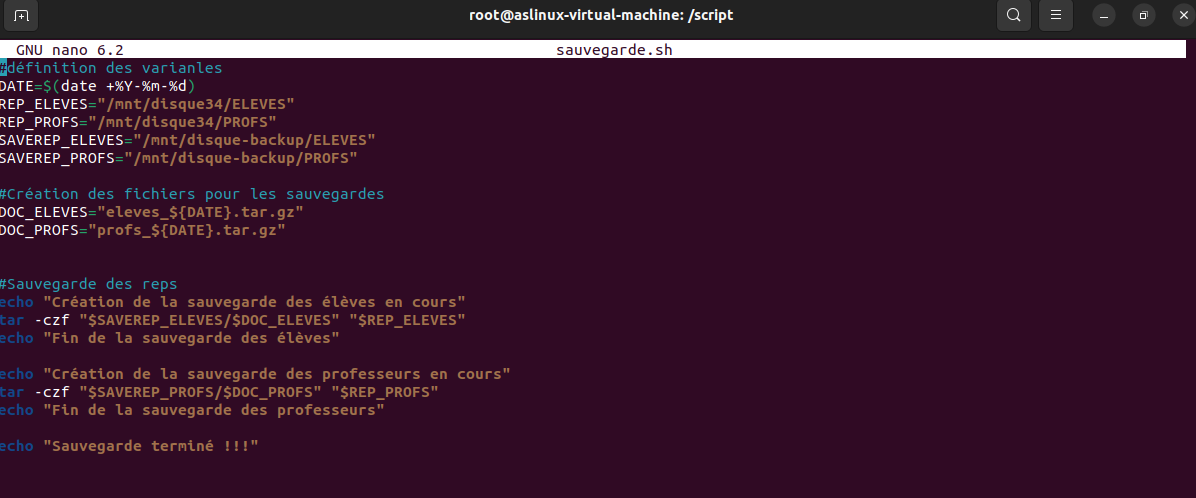 root@aslinux-virtual-machine: /script
GNU nano 6.2 sauvegarde.sh
#définition des varianles
DATE=$(date +%Y-%m-%d)
REP_ELEVES="/mnt/disque34/ELEVES"
REP_PROFS="/mnt/disque34/PROFS"
SAVEREP_ELEVES="/mnt/disque-backup/ELEVES"
SAVEREP_PROFS="/mnt/disque-backup/PROFS"
#Création des fichiers pour les sauvegardes
DOC_ELEVES="eleves_${DATE}.tar.gz"
DOC_PROFS="profs_${DATE}.tar.gz"
#Sauvegarde des reps
echo "Création de la sauvegarde des élèves en cours"
tar -czf "$SAVEREP_ELEVES/$DOC_ELEVES" "$REP_ELEVES"
echo "Fin de la sauvegarde des élèves"
echo "Création de la sauvegarde des professeurs en cours"
tar -czf "$SAVEREP_PROFS/$DOC_PROFS" "$REP_PROFS"
echo "Fin de la sauvegarde des professeurs"
echo "Sauvegarde terminé !!!"